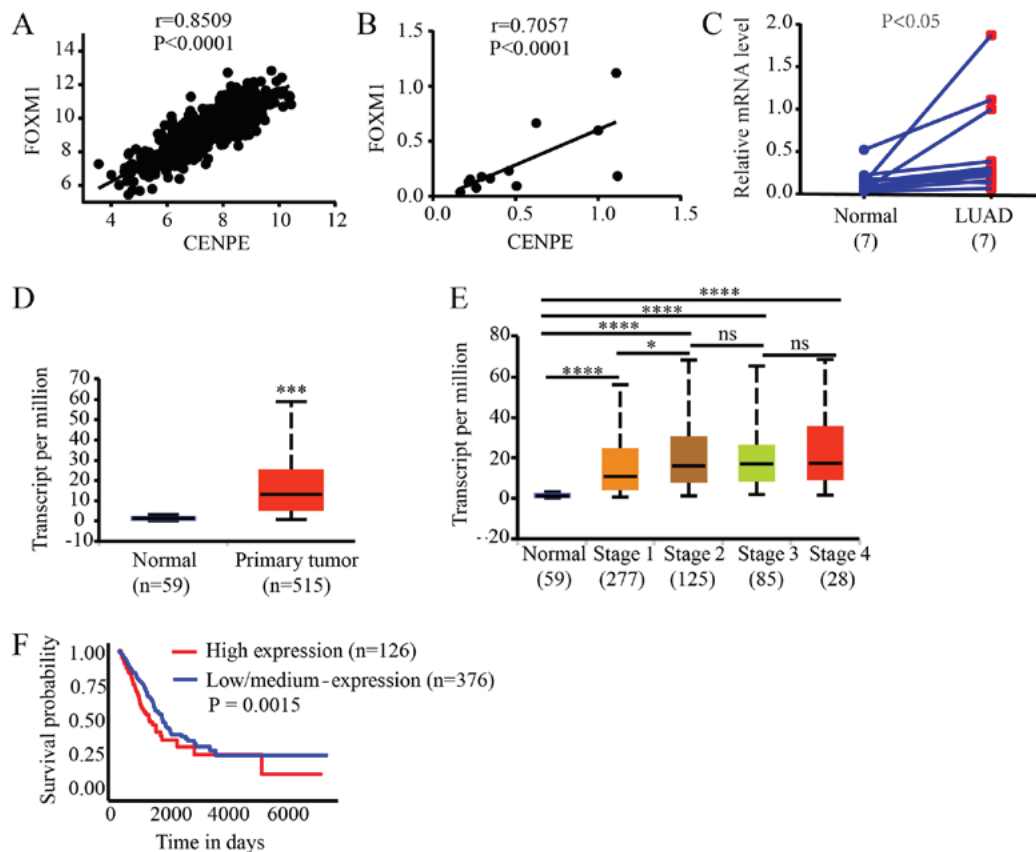 A
r=0.8509
P<0.0001
FOXM1
14
12
10
8
6
4
6
8
10
12
CENPE
B
r=0.7057
P<0.0001
FOXM1
1.5
1.0
0.5
0.0
0.0
0.5
1.0
1.5
CENPE
C
P<0.05
Relative mRNA level
2.0
1.5
1.0
0.5
0.0
Normal LUAD
(7) (7)
D
***
Transcript per million
70
60
50
40
30
20
10
0
-10
Normal Primary tumor
(n=59) (n=515)
E
****
****
**** ns
* ns
****
Transcript per million
80
60
40
20
0
-20
Normal Stage 1 Stage 2 Stage 3 Stage 4
(59) (277) (125) (85) (28)
F
High expression (n=126)
Low/medium-expression (n=376)
P = 0.0015
Survival probability
1.00
0.75
0.50
0.25
0.00
0 2000 4000 6000
Time in days